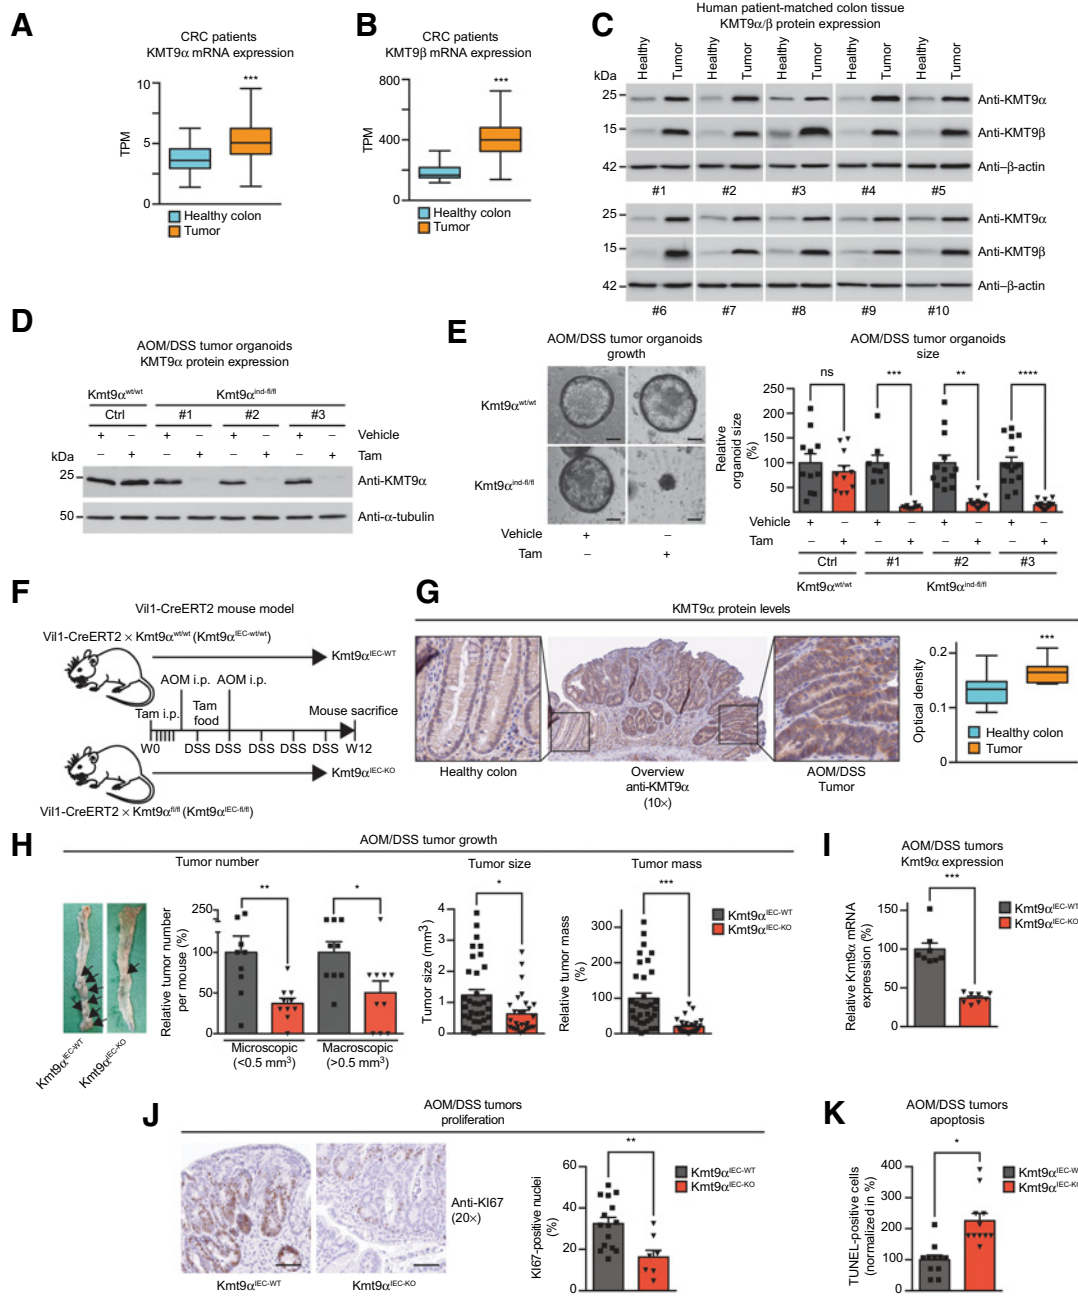 A
CRC patients
KMT9α mRNA expression
***
10
5
0
TPM
Healthy colon
Tumor
B
CRC patients
KMT9β mRNA expression
***
800
400
0
TPM
Healthy colon
Tumor
C
Human patient-matched colon tissue
KMT9α/β protein expression
Healthy Tumor Healthy Tumor Healthy Tumor Healthy Tumor Healthy Tumor
kDa
25 Anti-KMT9α
15 Anti-KMT9β
42 Anti–β-actin
#1 #2 #3 #4 #5
25 Anti-KMT9α
15 Anti-KMT9β
42 Anti–β-actin
#6 #7 #8 #9 #10
D
AOM/DSS tumor organoids
KMT9α protein expression
Kmt9α^wt/wt Kmt9α^ind-fl/fl
Ctrl #1 #2 #3
+ – + – + – + – Vehicle
– + – + – + – + Tam
kDa
25 Anti-KMT9α
50 Anti-α-tubulin
E
AOM/DSS tumor organoids
growth
Kmt9α^wt/wt
Kmt9α^ind-fl/fl
Vehicle + –
Tam – +
AOM/DSS tumor organoids
size
ns *** ** ****
250
200
150
100
50
Relative
organoid size
(%)
Vehicle + – + – + – + –
Tam – + – + – + – +
Ctrl #1 #2 #3
Kmt9α^wt/wt Kmt9α^ind-fl/fl
F
Vil1-CreERT2 mouse model
Vil1-CreERT2 × Kmt9α^wt/wt (Kmt9α^IEC-wt/wt)
Kmt9α^IEC-WT
AOM i.p. AOM i.p.
Tam i.p. Tam
food
Mouse sacrifice
W0 DSS DSS DSS DSS DSS W12
Kmt9α^IEC-KO
Vil1-CreERT2 × Kmt9α^fl/fl (Kmt9α^IEC-fl/fl)
G
KMT9α protein levels
Healthy colon
Overview
anti-KMT9α
(10×)
AOM/DSS
Tumor
***
0.2
0.1
0
Optical density
Healthy colon
Tumor
H
AOM/DSS tumor growth
Tumor number
Kmt9α^IEC-WT
Kmt9α^IEC-KO
** *
250
100
50
0
Relative tumor number
per mouse (%)
Microscopic
(<0.5 mm³)
Macroscopic
(>0.5 mm³)
Tumor size
*
4
3
2
1
0
Tumor size (mm³)
Tumor mass
***
300
200
100
0
Relative tumor mass
(%)
Kmt9α^IEC-WT
Kmt9α^IEC-KO
I
AOM/DSS tumors
Kmt9α expression
***
150
100
50
0
Relative Kmt9α mRNA
expression (%)
Kmt9α^IEC-WT
Kmt9α^IEC-KO
J
AOM/DSS tumors
proliferation
Anti-KI67
(20×)
Kmt9α^IEC-WT
Kmt9α^IEC-KO
**
60
40
20
0
KI67-positive nuclei
(%)
Kmt9α^IEC-WT
Kmt9α^IEC-KO
K
AOM/DSS tumors
apoptosis
*
400
300
200
100
0
TUNEL-positive cells
(normalized in %)
Kmt9α^IEC-W
Kmt9α^IEC-KO